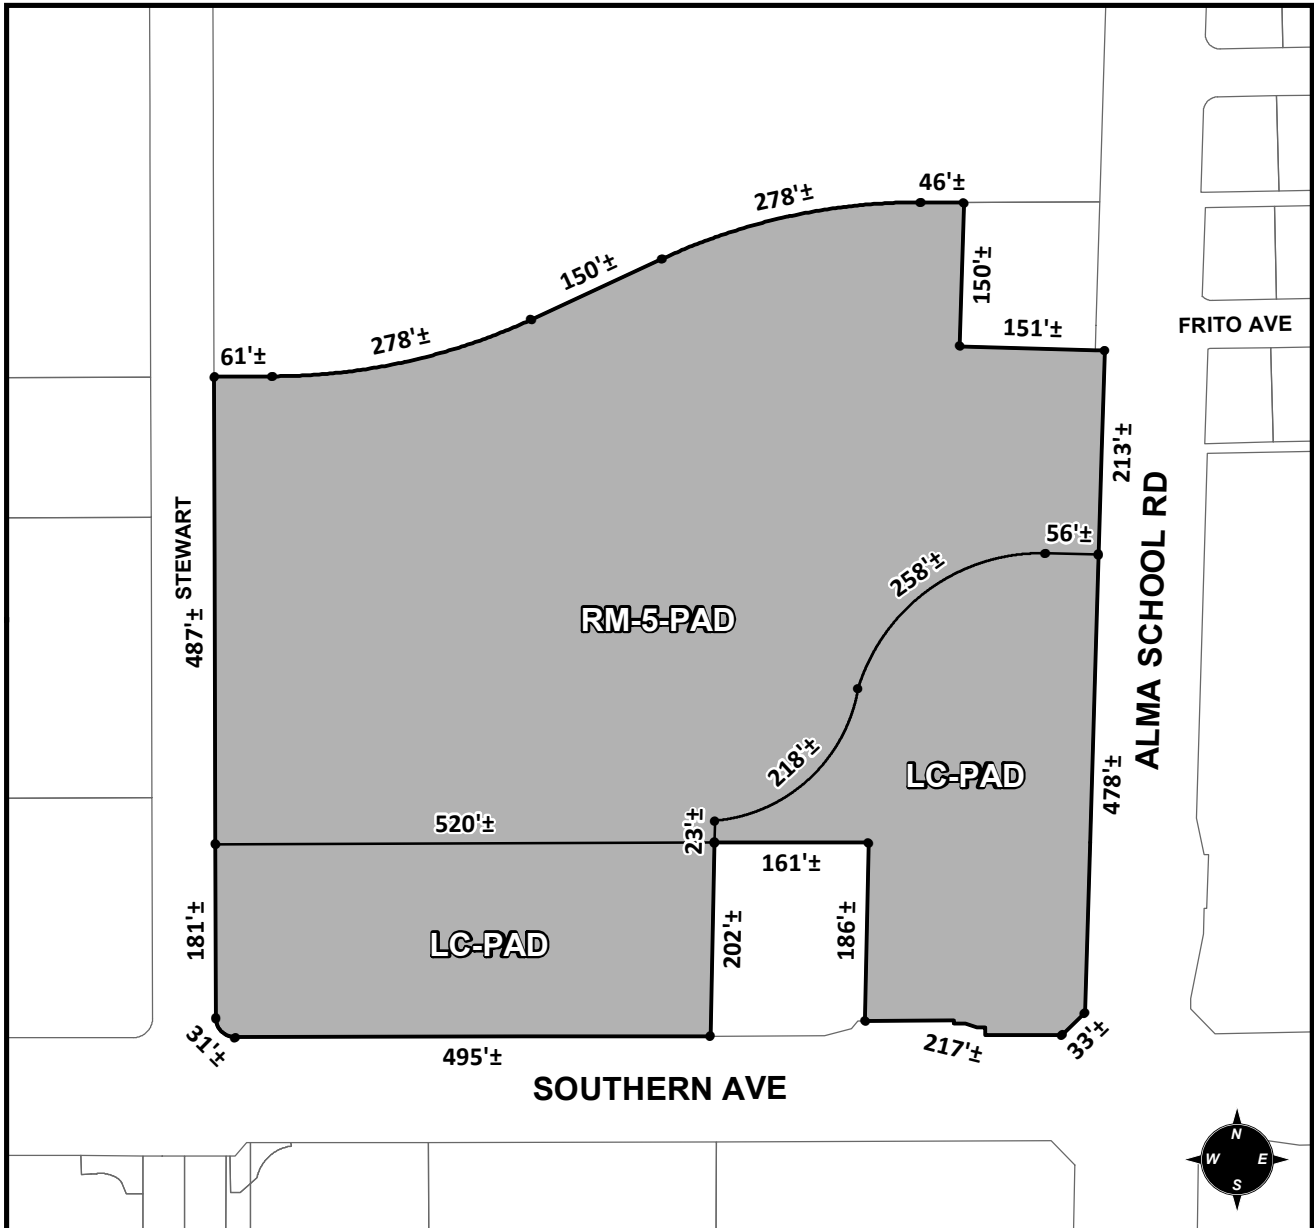 278'±
46'±
150'±
150'±
278'±
61'±
151'±
FRITO AVE
213'±
STEWART
487'±
56'±
258'±
ALMA SCHOOL RD
RM-5-PAD
218'±
LC-PAD
478'±
520'±
23'±
161'±
181'±
LC-PAD
202'±
186'±
31'±
495'±
217'±
33'±
SOUTHERN AVE
N
W E
S